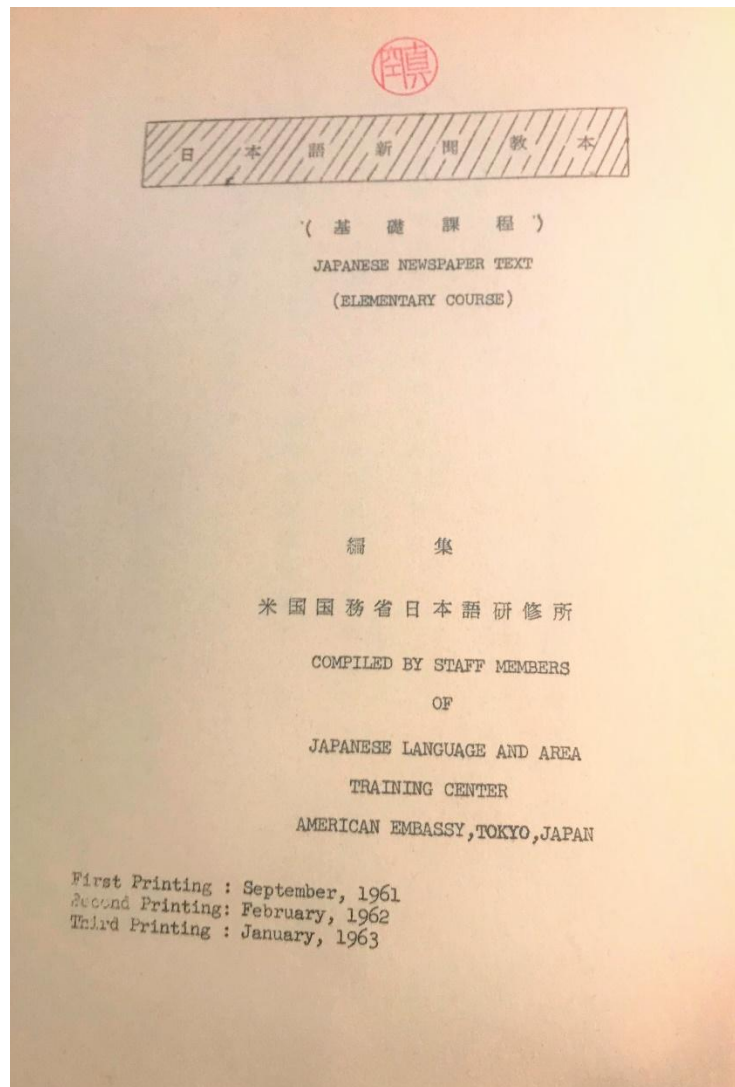 日本語新聞教本
(基礎課程)
JAPANESE NEWSPAPER TEXT
(ELEMENTARY COURSE)
編集
米国国務省日本語研修所
COMPILED BY STAFF MEMBERS
OF
JAPANESE LANGUAGE AND AREA
TRAINING CENTER
AMERICAN EMBASSY,TOKYO,JAPAN
First Printing : September, 1961
Second Printing: February, 1962
Third Printing : January, 1963